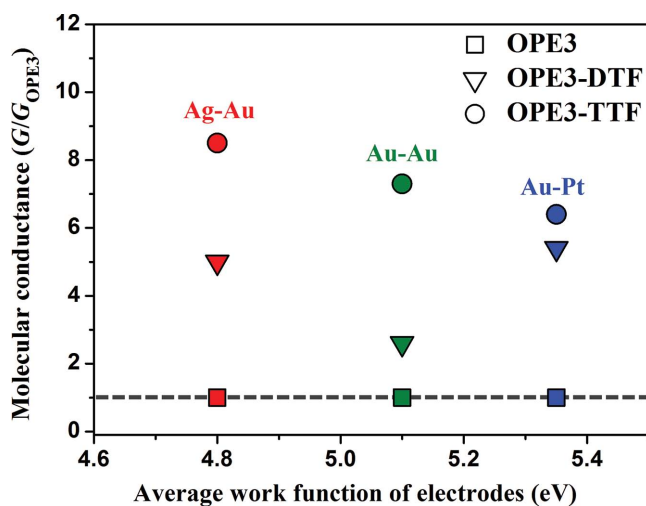 Molecular conductance (G/G_OPE3)
12
10
8
6
4
2
0
OPE3
OPE3-DTF
OPE3-TTF
Ag-Au
Au-Au
Au-Pt
4.6
4.8
5.0
5.2
5.4
Average work function of electrodes (eV)